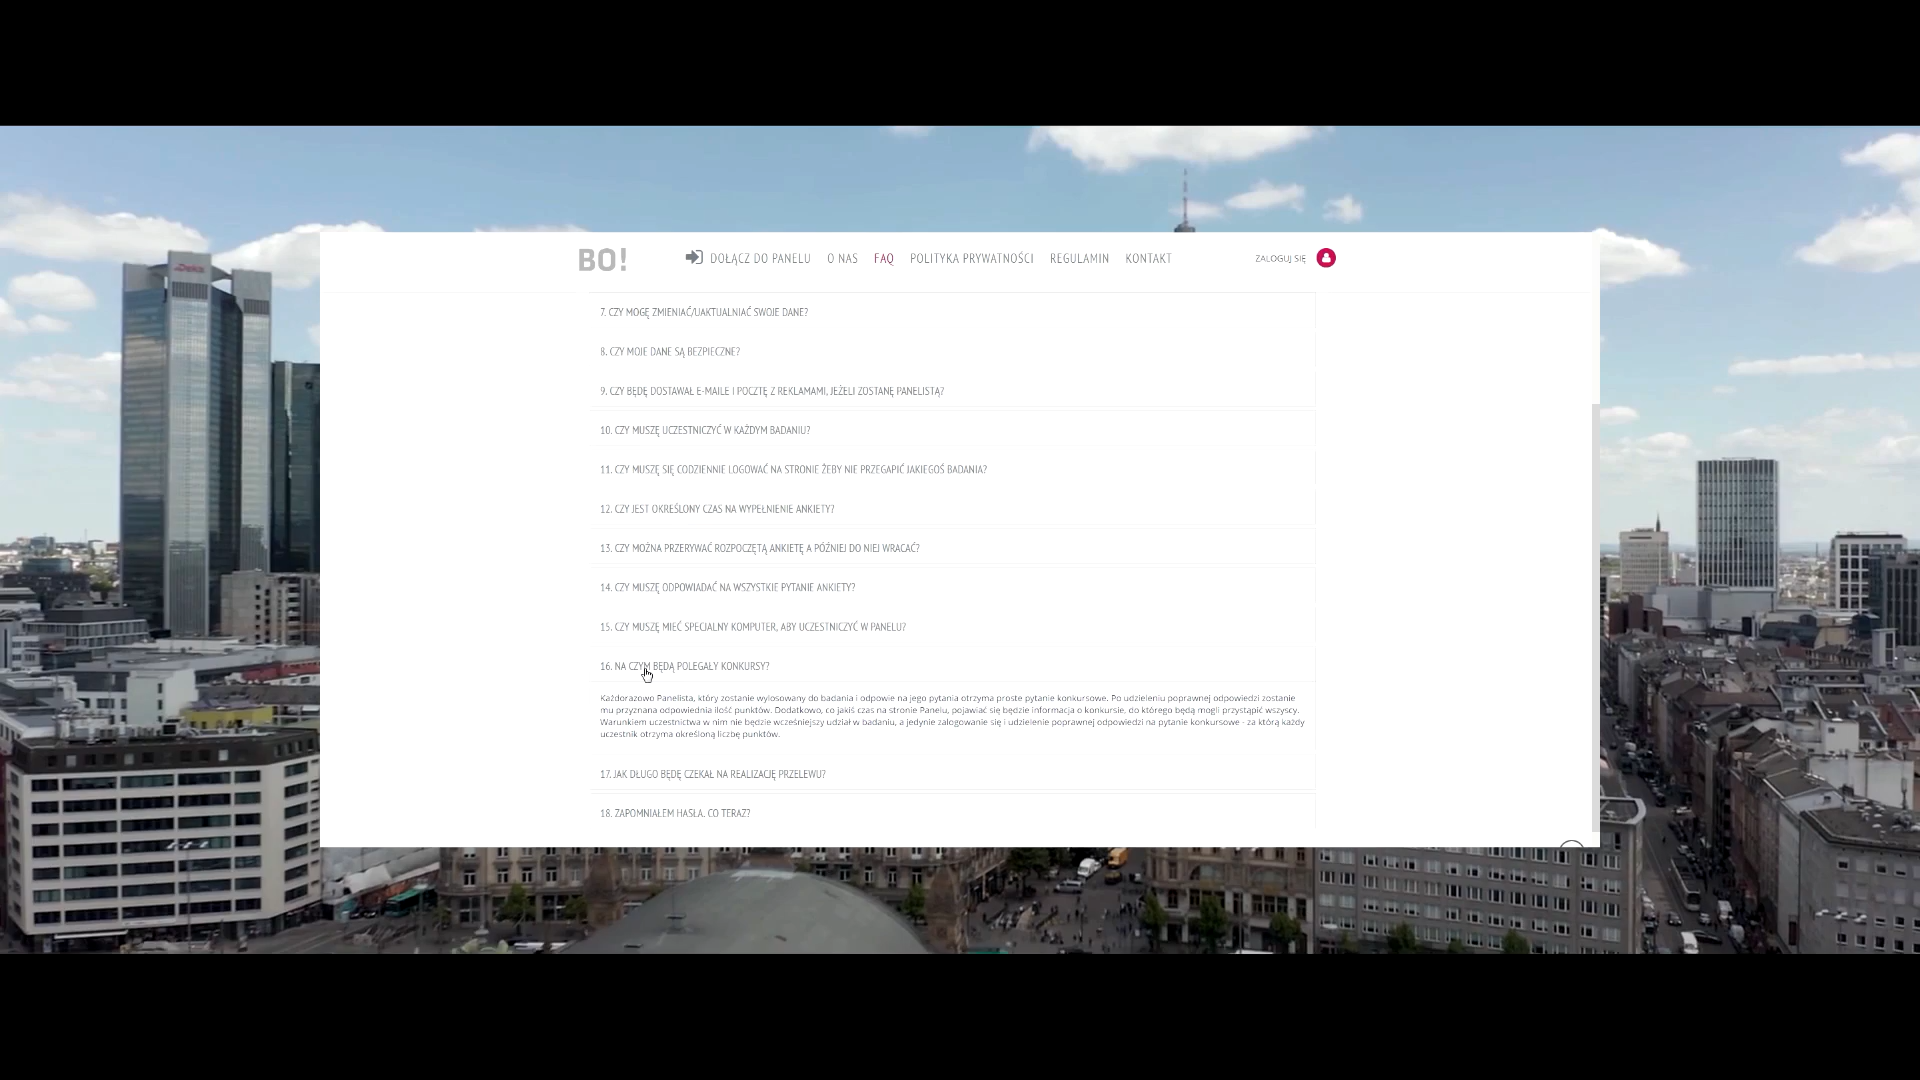 BO!
DOŁĄCZ DO PANELU O NAS FAQ POLITYKA PRYWATNOŚCI REGULAMIN KONTAKT
ZALOGUJ SIĘ
7. CZY MOGĘ ZMIENIAĆ/UAKTUALNIAĆ SWOJE DANE?
8. CZY MOJE DANE SĄ BEZPIECZNE?
9. CZY BĘDĘ DOSTAWAŁ E-MAILE I POCZTĘ Z REKLAMAMI, JEŻELI ZOSTANĘ PANELISTĄ?
10. CZY MUSZĘ UCZESTNICZYĆ W KAŻDYM BADANIU?
11. CZY MUSZĘ SIĘ CODZIENNIE LOGOWAĆ NA STRONIE ŻEBY NIE PRZEGAPIĆ JAKIEGOŚ BADANIA?
12. CZY JEST OKREŚLONY CZAS NA WYPEŁNIENIE ANKIETY?
13. CZY MOŻNA PRZERYWAĆ ROZPOCZĘTĄ ANKIETĘ A PÓŹNIEJ DO NIEJ WRACAĆ?
14. CZY MUSZĘ ODPOWIADAĆ NA WSZYSTKIE PYTANIE ANKIETY?
15. CZY MUSZĘ MIEĆ SPECJALNY KOMPUTER, ABY UCZESTNICZYĆ W PANELU?
16. NA CZYM BĘDĄ POLEGAŁY KONKURSY?
Każdorazowo Panelista, który zostanie wylosowany do badania i odpowie na jego pytania otrzyma proste pytanie konkursowe. Po udzieleniu poprawnej odpowiedzi zostanie
mu przyznana odpowiednia ilość punktów. Dodatkowo, co jakiś czas na stronie Panelu, pojawiać się będzie informacja o konkursie, do którego będą mogli przystąpić wszyscy.
Warunkiem uczestnictwa w nim nie będzie wcześniejszy udział w badaniu, a jedynie zalogowanie się i udzielenie poprawnej odpowiedzi na pytanie konkursowe - za którą każdy
uczestnik otrzyma określoną liczbę punktów.
17. JAK DŁUGO BĘDĘ CZEKAŁ NA REALIZACJĘ PRZELEWU?
18. ZAPOMNIAŁEM HASŁA. CO TERAZ?